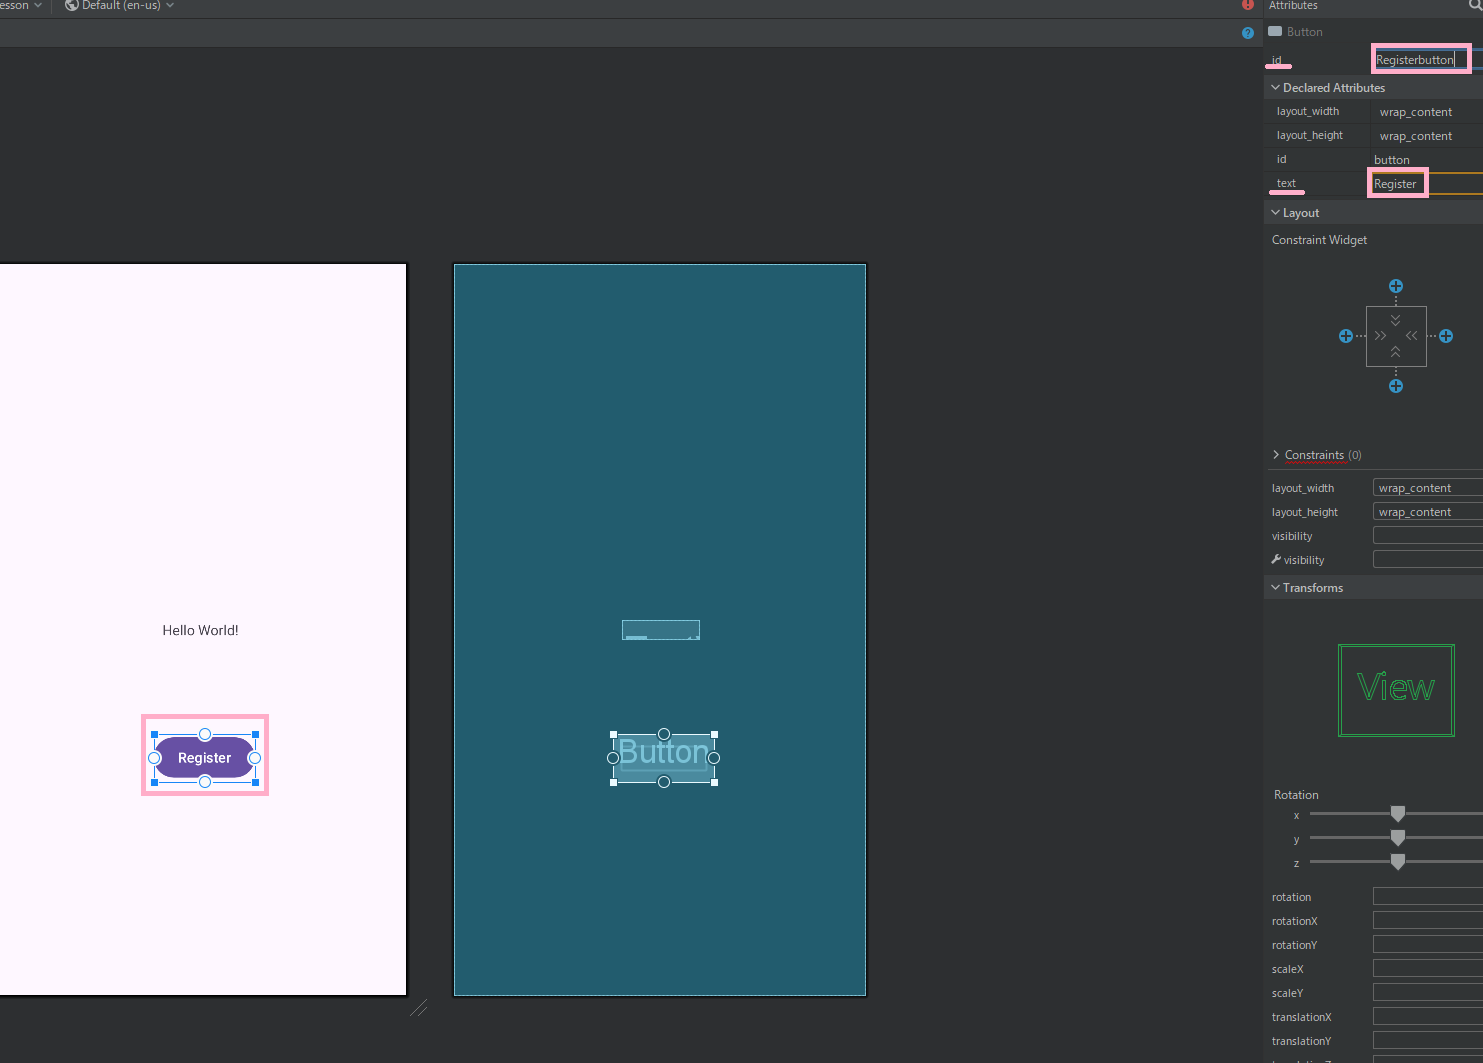 esson Default (en-us)
Attributes
Button
id Registerbutton
Declared Attributes
layout_width wrap_content
layout_height wrap_content
id button
text Register
Layout
Constraint Widget
Constraints (0)
layout_width wrap_content
layout_height wrap_content
visibility
visibility
Transforms
View
Rotation
x
y
z
rotation
rotationX
rotationY
scaleX
scaleY
translationX
translationY
Hello World!
Register
Button